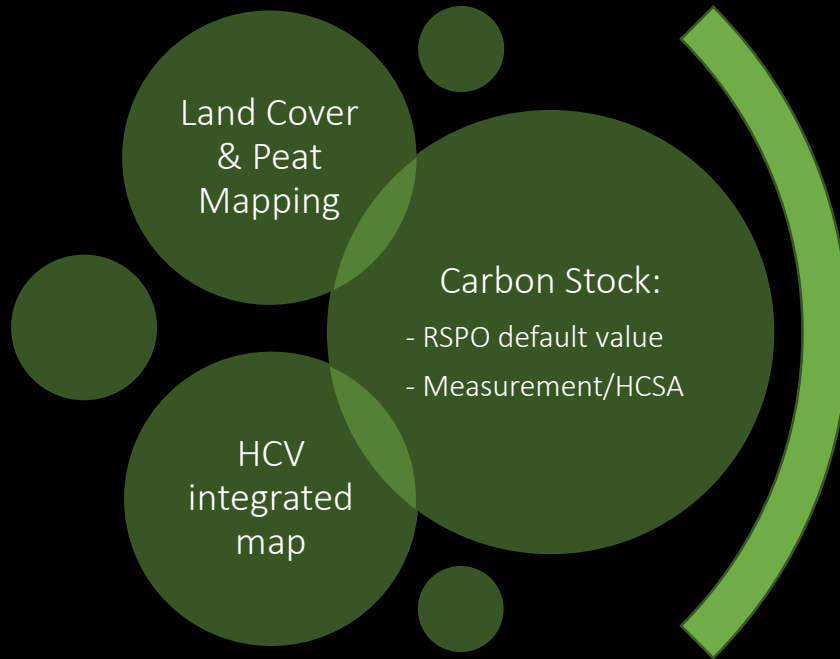 Land Cover
& Peat
Mapping
Carbon Stock:
- RSPO default value
- Measurement/HCSA
HCV
integrated
map